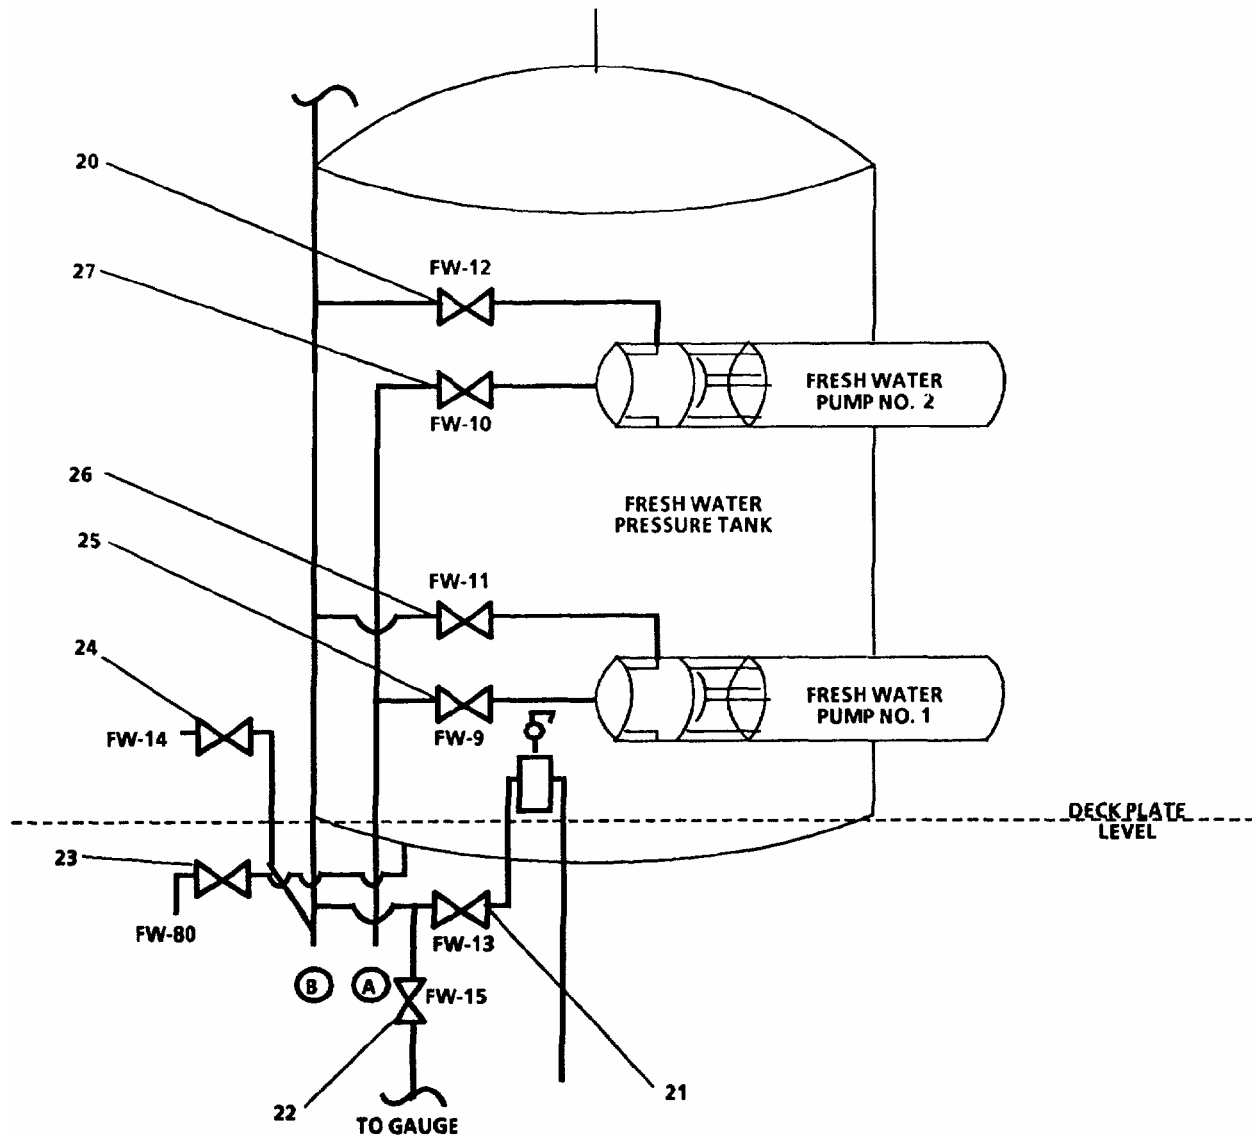 20
FW-12
27
FRESH WATER
PUMP NO. 2
FW-10
26
FRESH WATER
PRESSURE TANK
25
FW-11
24
FRESH WATER
PUMP NO. 1
FW-14
FW-9
DECK PLATE
LEVEL
23
FW-80
FW-13
B
A
FW-15
21
22
TO GAUGE